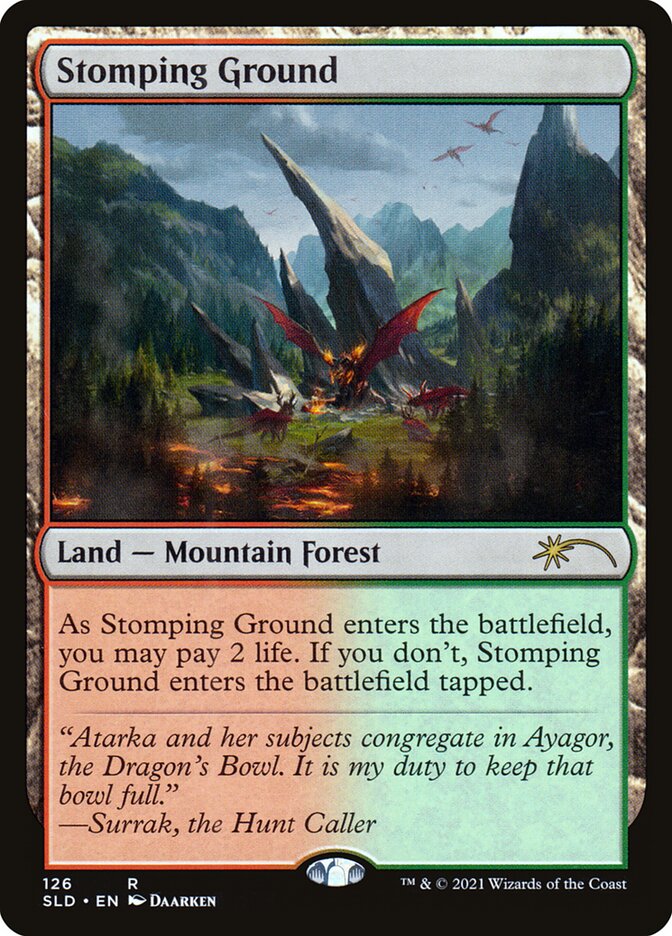 Stomping Ground
Land — Mountain Forest
As Stomping Ground enters the battlefield,
you may pay 2 life. If you don't, Stomping
Ground enters the battlefield tapped.
“Atarka and her subjects congregate in Ayagor,
the Dragon's Bowl. It is my duty to keep that
bowl full.”
—Surrak, the Hunt Caller
126 R
SLD • EN DAARKEN
™ & © 2021 Wizards of the Coast